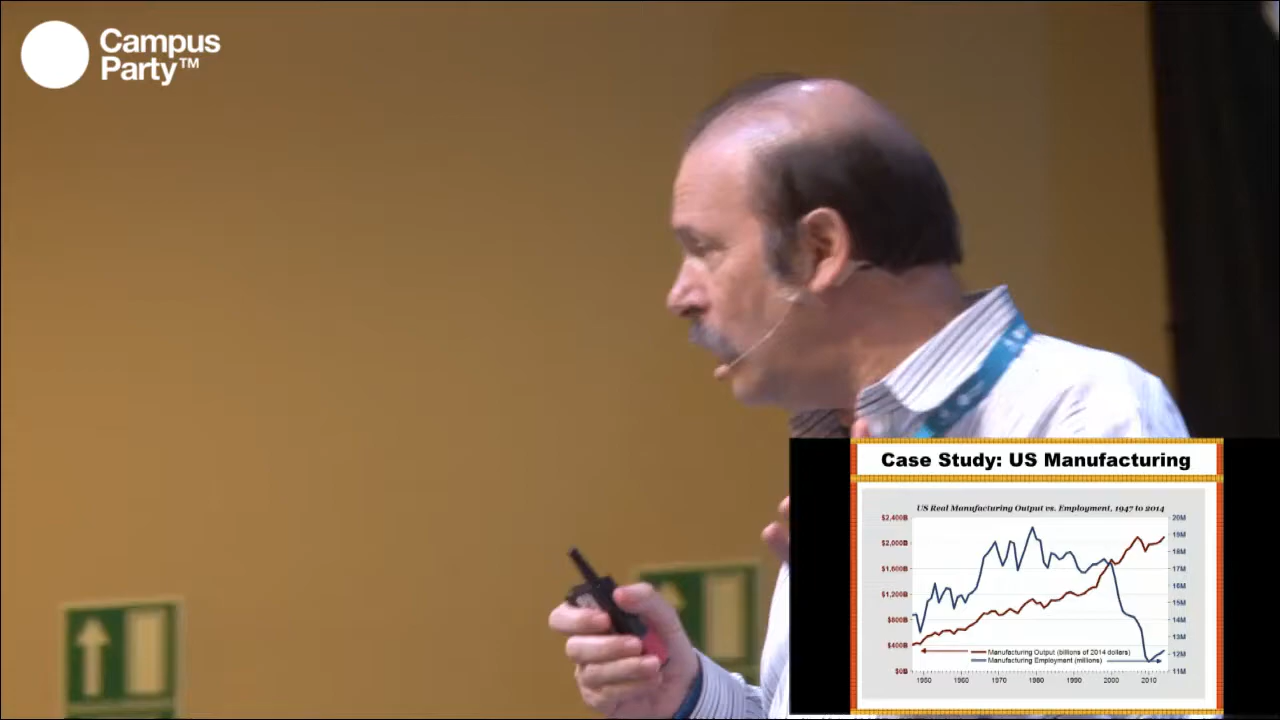 Campus
Party™
Case Study: US Manufacturing
US Real Manufacturing Output vs. Employment, 1947 to 2014
$2,400B
$2,000B
$1,600B
$1,200B
$800B
$400B
$0B
20M
19M
18M
17M
16M
15M
14M
13M
12M
11M
Manufacturing Output (billions of 2014 dollars)
Manufacturing Employment (millions)
1950 1960 1970 1980 1990 2000 2010